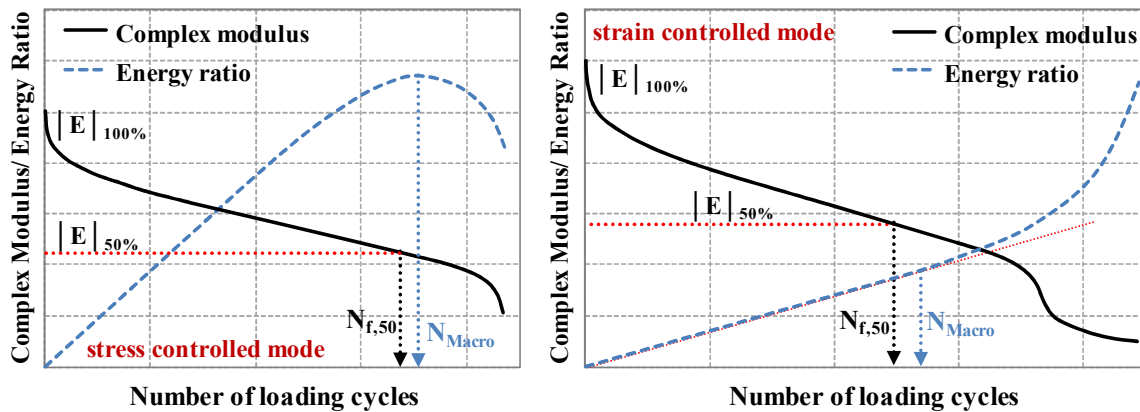 Complex Modulus/ Energy Ratio
Complex modulus
Energy ratio
|E|100%
|E|50%
Nf,50
NMacro
stress controlled mode
Number of loading cycles
Complex Modulus/ Energy Ratio
strain controlled mode
Complex modulus
Energy ratio
|E|100%
|E|50%
Nf,50
NMacro
Number of loading cycles